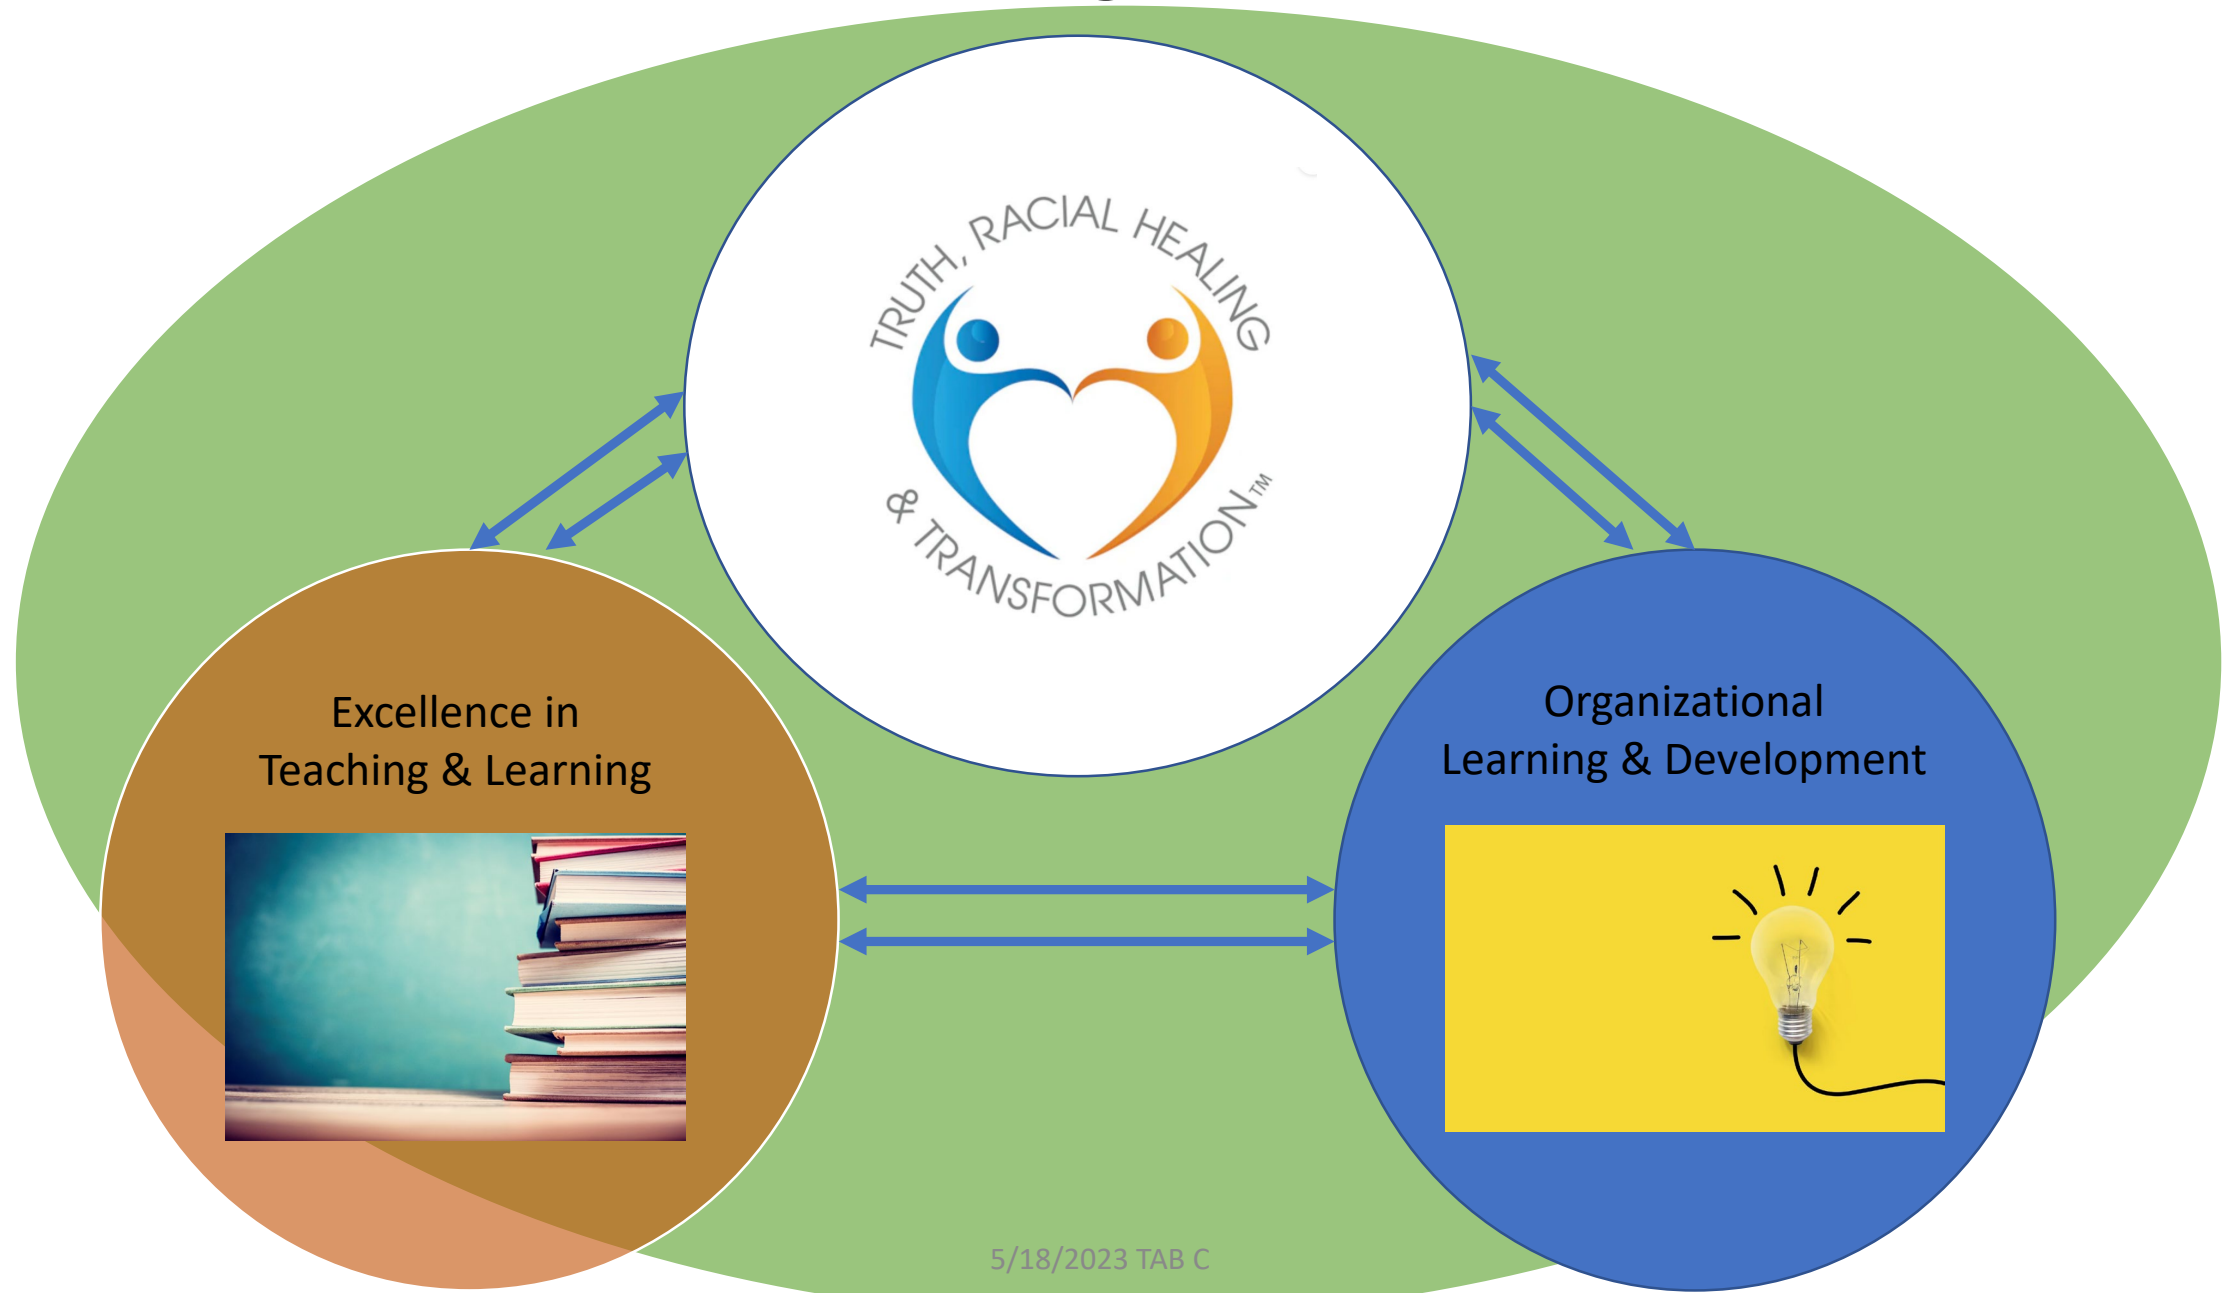 TRUTH, RACIAL HEALING
& TRANSFORMATION™
Excellence in
Teaching & Learning
Organizational
Learning & Development
5/18/2023 TAB C